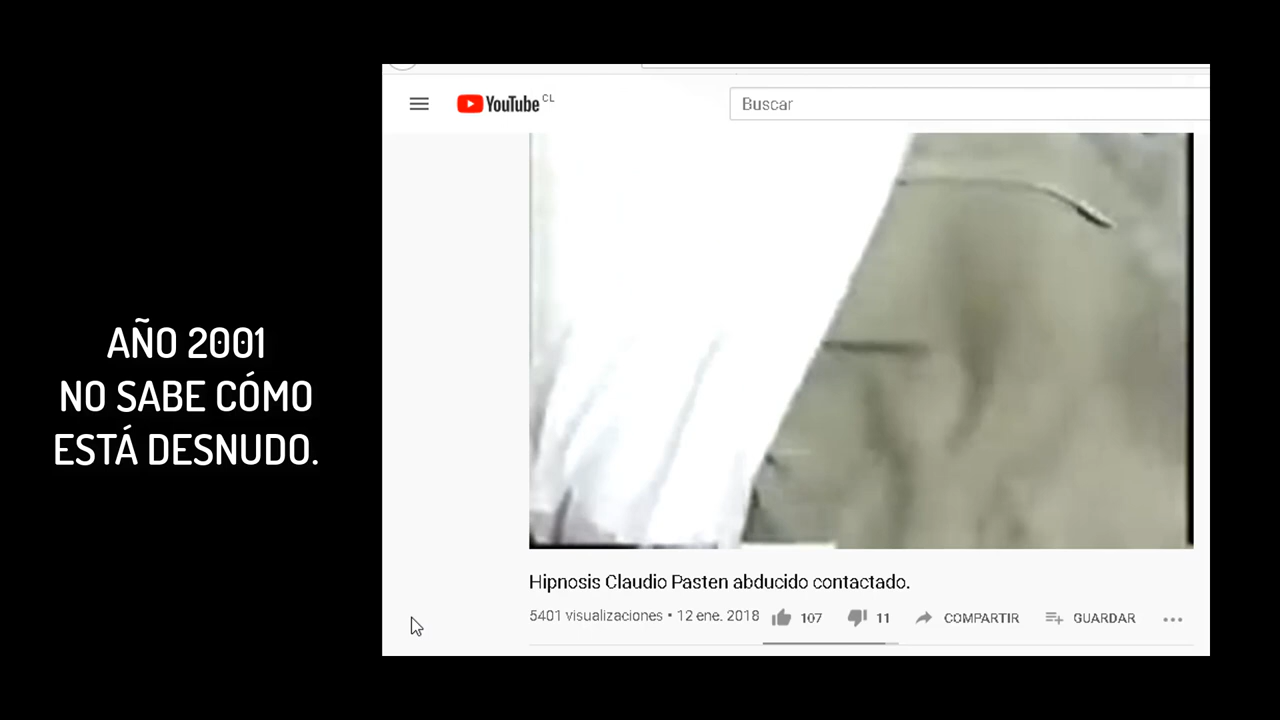 YouTube CL
Buscar
AÑO 2001
NO SABE CÓMO
ESTÁ DESNUDO.
Hipnosis Claudio Pasten abducido contactado.
5401 visualizaciones • 12 ene. 2018 107 11 COMPARTIR GUARDAR